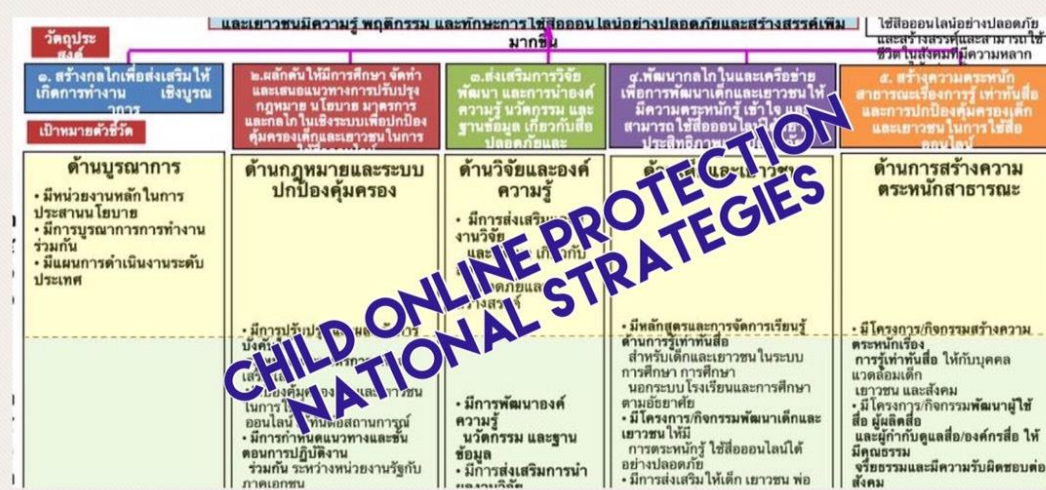 และเยาวชนมีความรู้ พฤติกรรม และทักษะการใช้สื่อออนไลน์อย่างปลอดภัยและสร้างสรรค์เพิ่ม
มากขึ้น
ใช้สื่อออนไลน์อย่างปลอดภัย
และสร้างสรรค์และสามารถใช้
ชีวิตในสังคมที่มีความหลาก
วัตถุประ
สงค์
๑. สร้างกลไกเพื่อส่งเสริมให้
เกิดการทำงาน เชิงบูรณ
าการ
๒.ผลักดันให้มีการศึกษา จัดทำ
และเสนอแนวทางการปรับปรุง
กฎหมาย นโยบาย มาตรการ
และกลไกในเชิงระบบเพื่อปกป้อง
คุ้มครองเด็กและเยาวชนในการ
ใช้สื่อออนไลน์
๓.ส่งเสริมการวิจัย
พัฒนา และการนำองค์
ความรู้ นวัตกรรม และ
ฐานข้อมูล เกี่ยวกับสื่อ
ปลอดภัยและ
๔.พัฒนากลไกในและเครือข่าย
เพื่อการพัฒนาเด็กและเยาวชนให้
มีความตระหนักรู้ เข้าใจ และ
สามารถใช้สื่อออนไลน์ได้
๕. สร้างความตระหนัก
สาธารณะเรื่องการรู้ เท่าทันสื่อ
และการปกป้องคุ้มครองเด็ก
และเยาวชนในการใช้สื่อ
ออนไลน์
เป้าหมายตัวชี้วัด
ด้านบูรณาการ
• มีหน่วยงานหลักในการ
ประสานนโยบาย
• มีการบูรณาการการทำงาน
ร่วมกัน
• มีแผนการดำเนินงานระดับ
ประเทศ
ด้านกฎหมายและระบบ
ปกป้องคุ้มครอง
• มีการปรับปรุง
ในการ
ออนไลน์ ให้ทันต่อสถานการณ์
• มีการกำหนดแนวทางและขั้น
ตอนการปฏิบัติงาน
ร่วมกัน ระหว่างหน่วยงานรัฐกับ
ภาคเอกชน
ด้านวิจัยและองค์
ความรู้
• มีการส่งเสริม
งานวิจัย
เกี่ยวกับ
• มีการพัฒนาองค์
ความรู้
นวัตกรรม และฐาน
ข้อมูล
• มีการส่งเสริมการนำ
ผลงานวิจัย
และเยาวชน
• มีหลักสูตรและการจัดการเรียนรู้
ด้านการรู้เท่าทันสื่อ
สำหรับเด็กและเยาวชนในระบบ
การศึกษา การศึกษา
นอกระบบ โรงเรียนและการศึกษา
ตามอัธยาศัย
• มีโครงการ/กิจกรรมพัฒนาเด็กและ
เยาวชน ให้มี
การตระหนักรู้ ใช้สื่อออนไลน์ได้
อย่างปลอดภัย
• มีการส่งเสริมให้เด็ก เยาวชน พ่อ
ด้านการสร้างความ
ตระหนักสาธารณะ
• มีโครงการ/กิจกรรมสร้างความ
ตระหนักเรื่อง
การรู้เท่าทันสื่อ ให้กับบุคคล
แวดล้อมเด็ก
เยาวชน และสังคม
• มีโครงการ/กิจกรรมพัฒนาผู้ใช้
สื่อ ผู้ผลิตสื่อ
และผู้กำกับดูแลสื่อ/องค์กรสื่อ ให้
มีคุณธรรม
จริยธรรมและมีความรับผิดชอบต่อ
สังคม
CHILD ONLINE PROTECTION
NATIONAL STRATEGIES